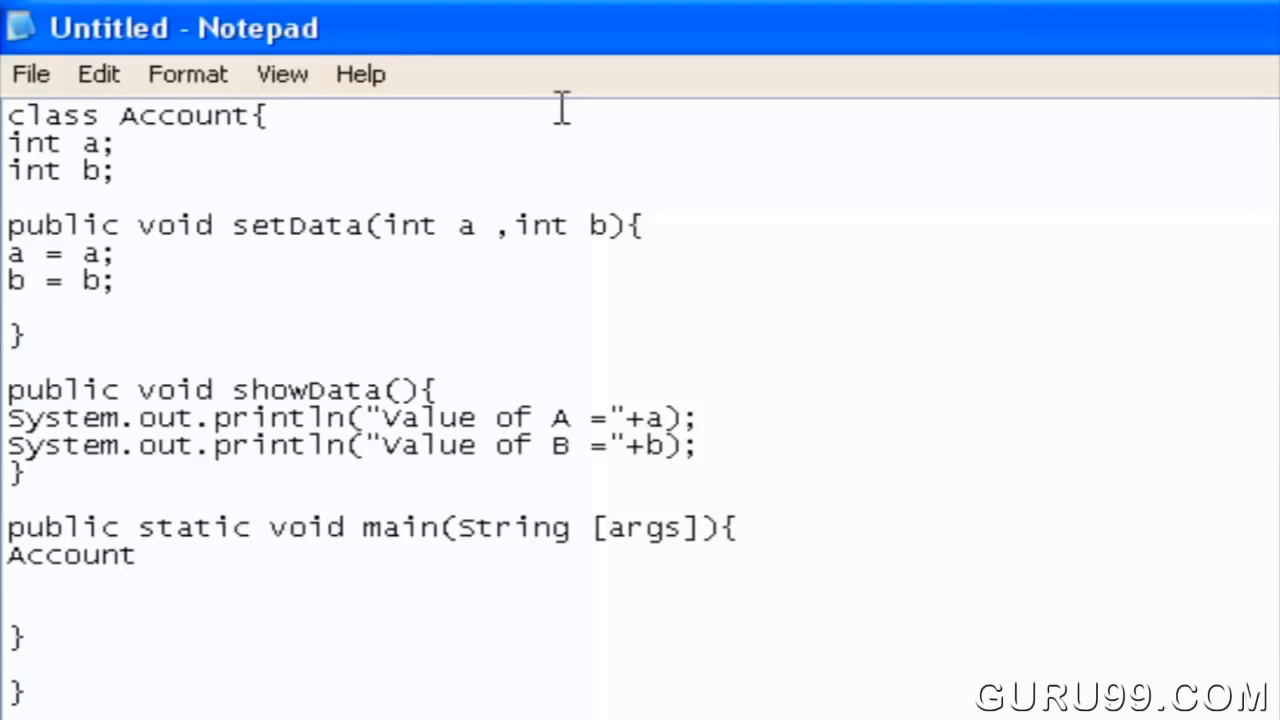 Untitled - Notepad
File Edit Format View Help
class Account{
int a;
int b;
public void setData(int a ,int b){
a = a;
b = b;
}
public void showData(){
System.out.println("Value of A ="+a);
System.out.println("Value of B ="+b);
}
public static void main(String [args]){
Account
}
}
GURU99.COM